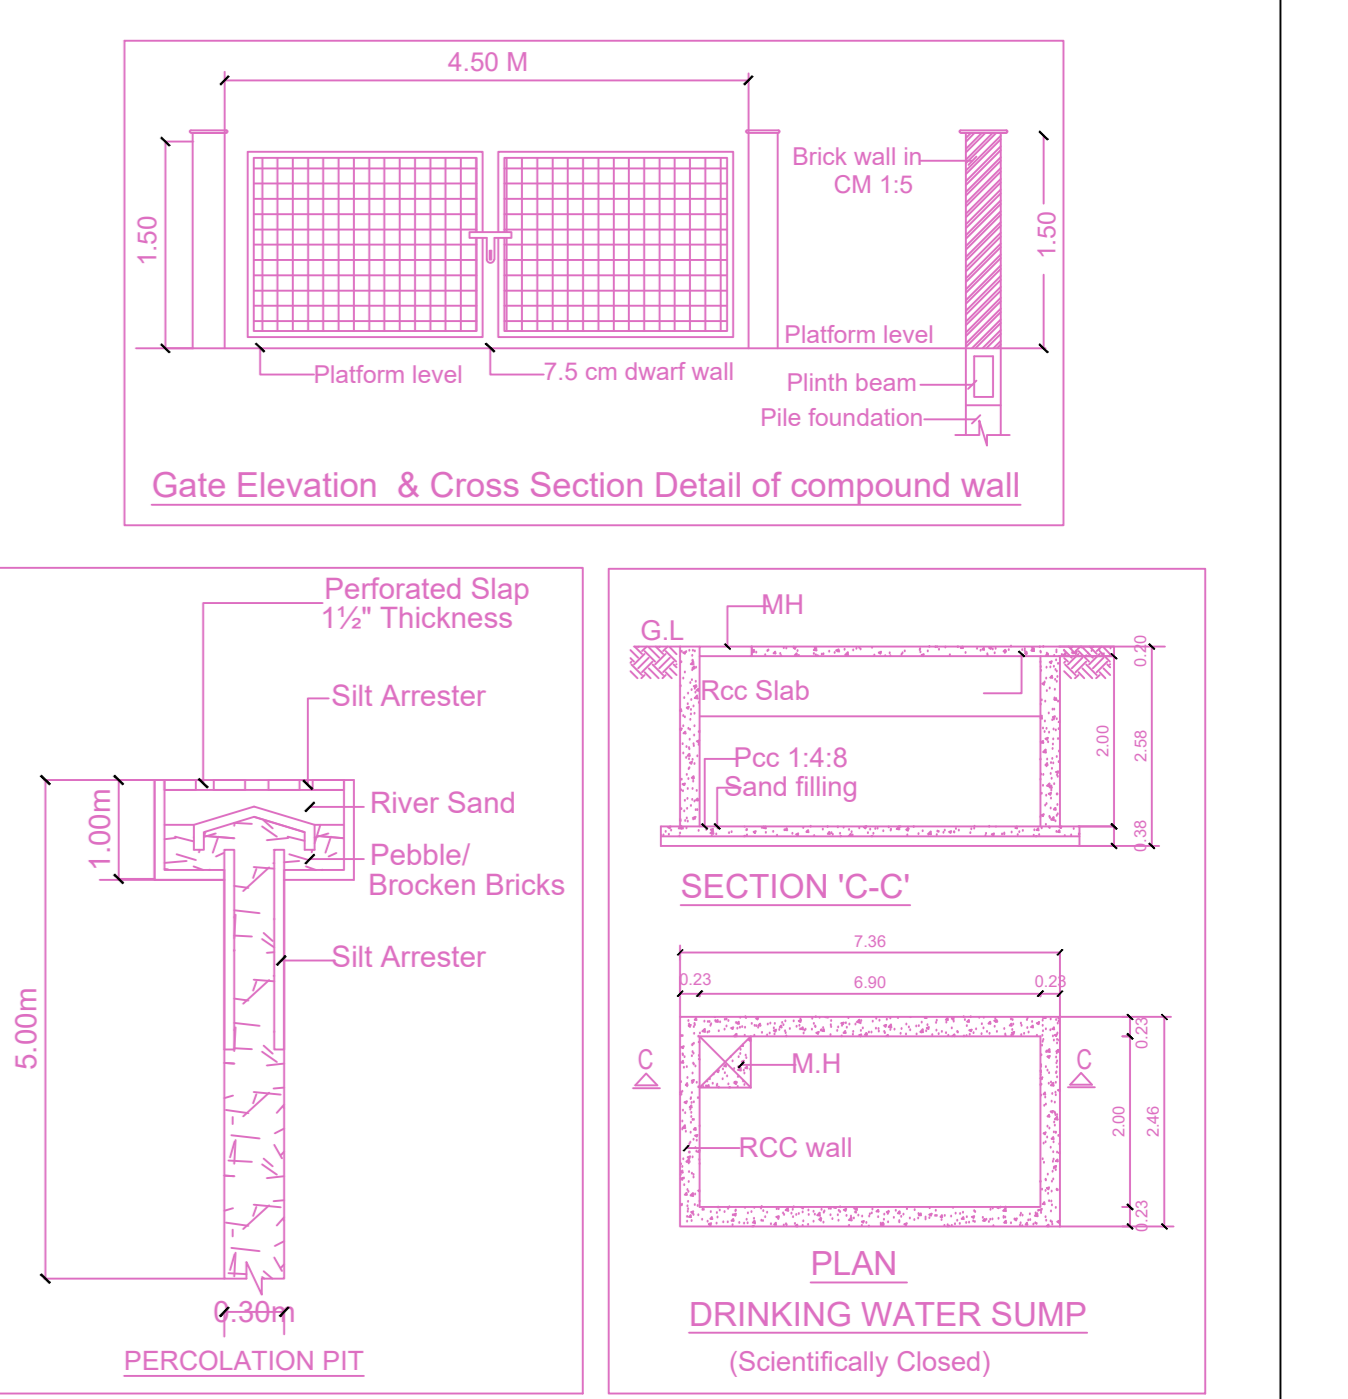 4.50 M
1.50
Brick wall in
CM 1:5
1.50
Platform level
Platform level
7.5 cm dwarf wall
Plinth beam
Pile foundation
Gate Elevation & Cross Section Detail of compound wall
Perforated Slap
1½" Thickness
Silt Arrester
1.00m
River Sand
Pebble/
Brocken Bricks
Silt Arrester
5.00m
0.30m
PERCOLATION PIT
MH
G.L
0.20
Rcc Slab
2.00
2.58
Pcc 1:4:8
Sand filling
0.38
SECTION 'C-C'
7.36
0.23
6.90
0.23
0.23
C
M.H
C
2.00
2.46
RCC wall
0.23
PLAN
DRINKING WATER SUMP
(Scientifically Closed)